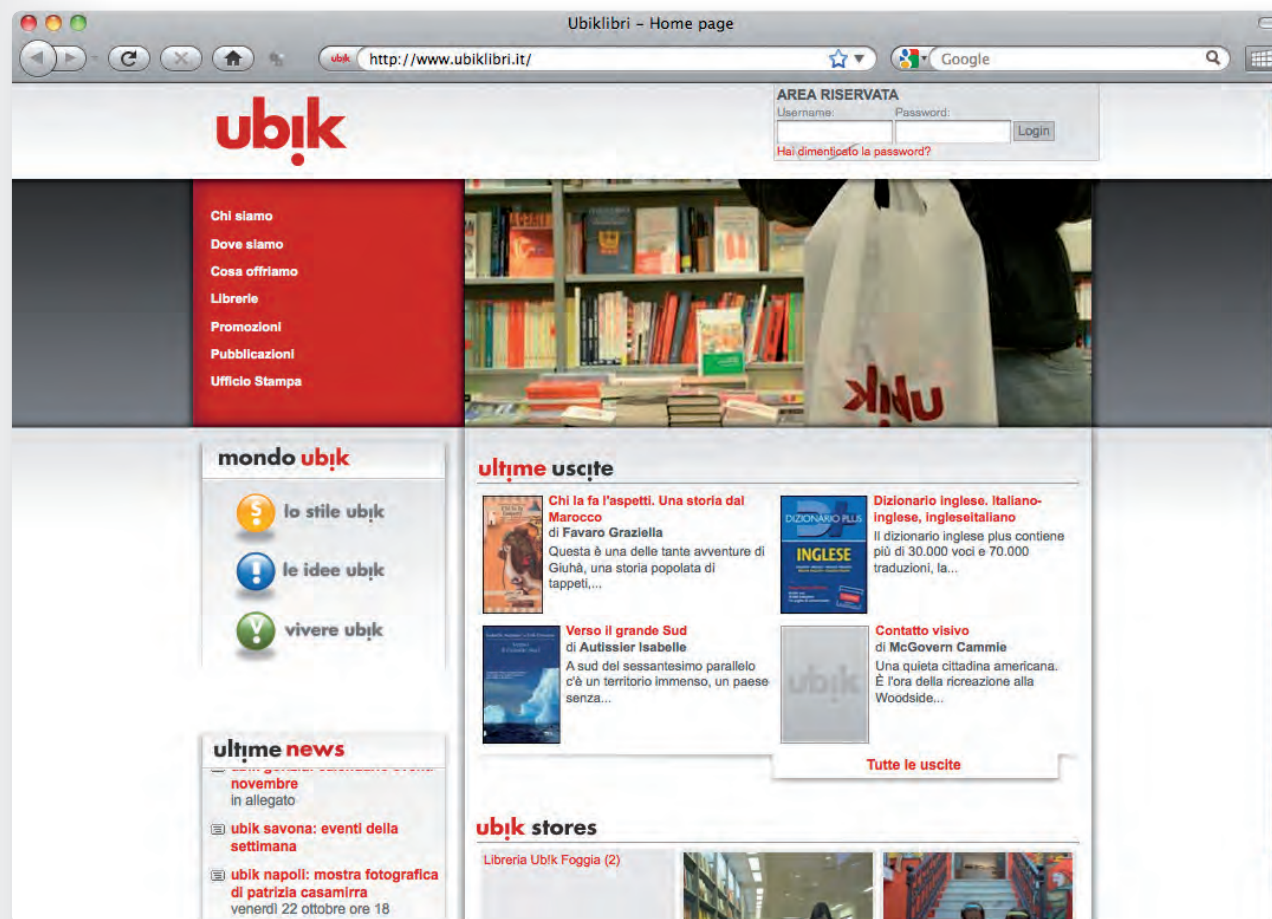 Ubiklibri – Home page
ubik http://www.ubiklibri.it/
Google
ubik
AREA RISERVATA
Username: Password:
Login
Hai dimenticato la password?
Chi siamo
Dove siamo
Cosa offriamo
Librerie
Promozioni
Pubblicazioni
Ufficio Stampa
ubik
mondo ubik
S lo stile ubik
! le idee ubik
V vivere ubik
ultime news
novembre
in allegato
ubik savona: eventi della
settimana
ubik napoli: mostra fotografica
di patrizia casamirra
venerdì 22 ottobre ore 18
ultime uscite
Chi la fa l'aspetti. Una storia dal
Marocco
di Favaro Graziella
Questa è una delle tante avventure di
Giuhà, una storia popolata di
tappeti,...
DIZIONARIO PLUS
INGLESE
Dizionario inglese. Italiano-
inglese, ingleseitaliano
Il dizionario inglese plus contiene
più di 30.000 voci e 70.000
traduzioni, la...
Verso il grande Sud
di Autissier Isabelle
A sud del sessantesimo parallelo
c'è un territorio immenso, un paese
senza...
ubik
Contatto visivo
di McGovern Cammie
Una quieta cittadina americana.
È l'ora della ricreazione alla
Woodside...
Tutte le uscite
ubik stores
Libreria Ub!k Foggia (2)